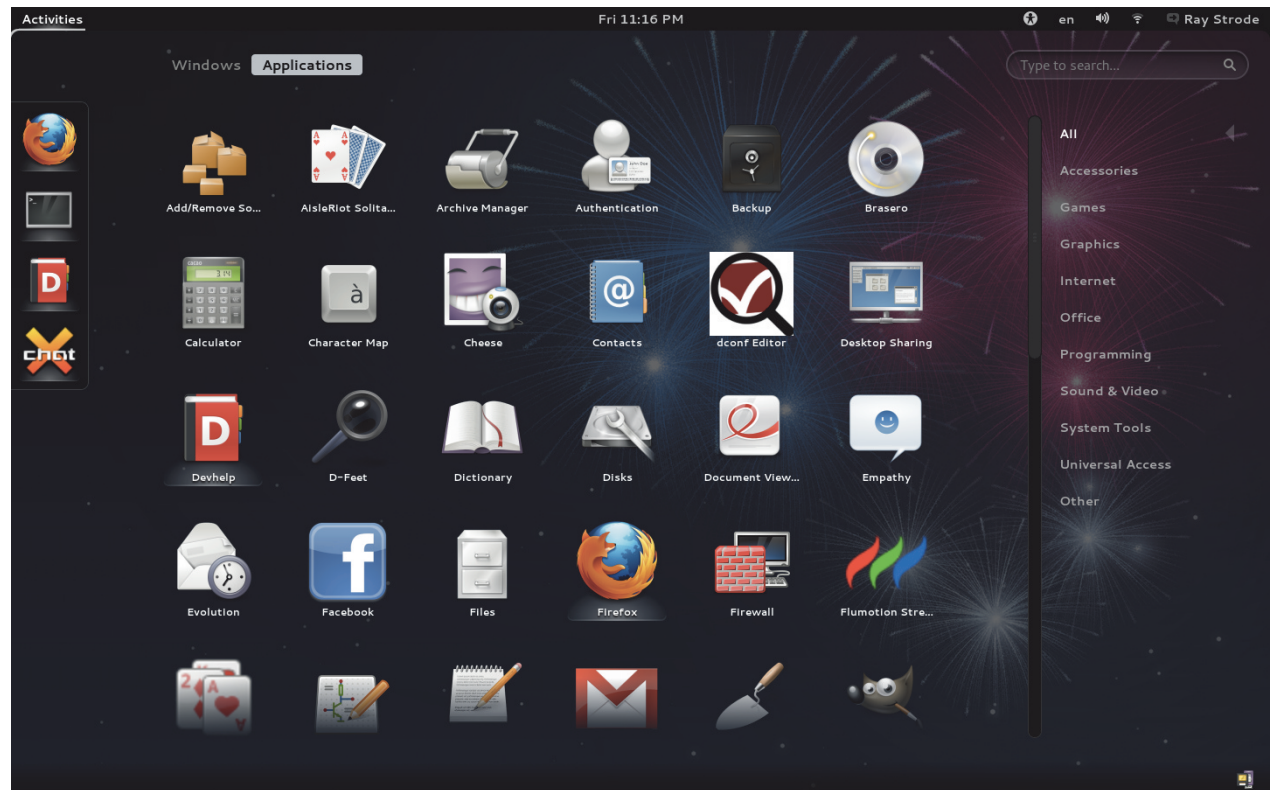 Activities Fri 11:16 PM en Ray Strode
Windows Applications Type to search...
All
Accessories
Games
Graphics
Internet
Office
Programming
Sound & Video
System Tools
Universal Access
Other
Add/Remove So... AisleRiot Solita... Archive Manager Authentication Backup Brasero
Calculator Character Map Cheese Contacts dconf Editor Desktop Sharing
Devhelp D-Feet Dictionary Disks Document View... Empathy
Evolution Facebook Files Firefox Firewall Flumotion Stre...
D
chat
à
@
D
f
2
A